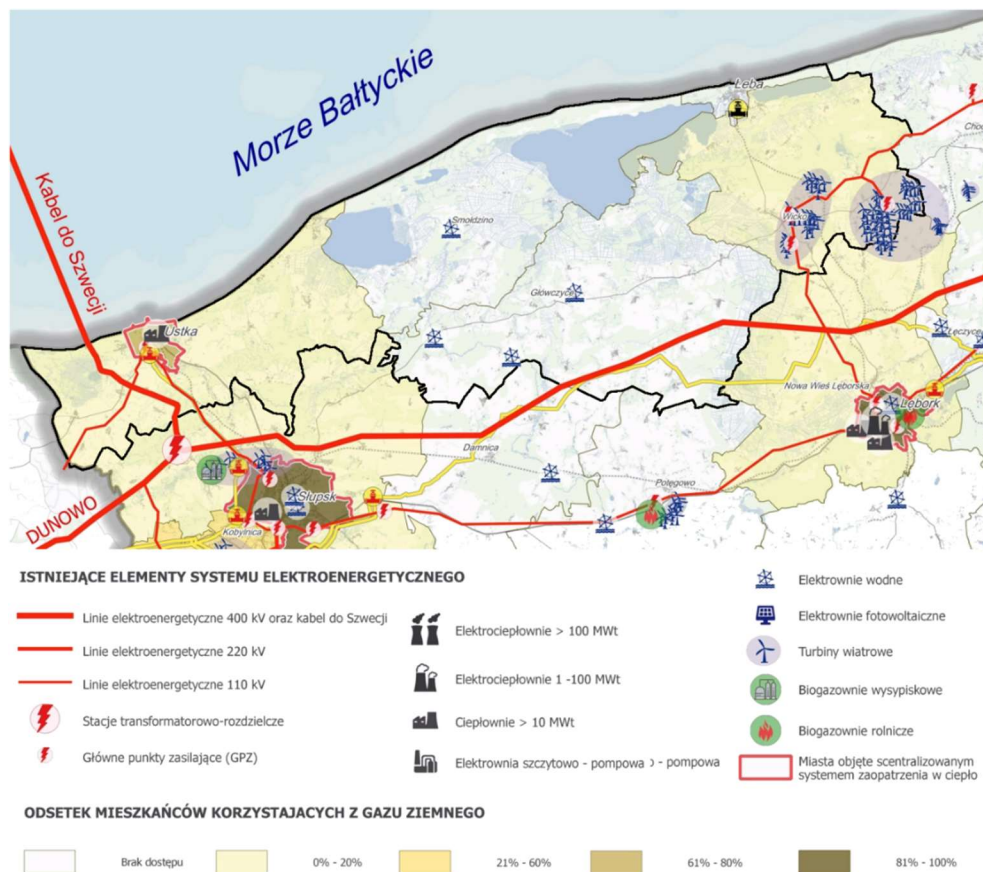 Morze Bałtyckie
Łeba
Kabel do Szwecji
Wicko
Smołdzino
Główczyce
Ustka
Łęczyce
Nowa Wieś Lęborska
Lębork
Damnica
Potęgowo
Słupsk
DUNOWO
Kobylnica
ISTNIEJĄCE ELEMENTY SYSTEMU ELEKTROENERGETYCZNEGO
Linie elektroenergetyczne 400 kV oraz kabel do Szwecji
Linie elektroenergetyczne 220 kV
Linie elektroenergetyczne 110 kV
Stacje transformatorowo-rozdzielcze
Główne punkty zasilające (GPZ)
Elektrociepłownie > 100 MWt
Elektrociepłownie 1 -100 MWt
Ciepłownie > 10 MWt
Elektrownia szczytowo - pompowa - pompowa
Elektrownie wodne
Elektrownie fotowoltaiczne
Turbiny wiatrowe
Biogazownie wysypiskowe
Biogazownie rolnicze
Miasta objęte scentralizowanym
systemem zaopatrzenia w ciepło
ODSETEK MIESZKAŃCÓW KORZYSTAJACYCH Z GAZU ZIEMNEGO
Brak dostępu
0% - 20%
21% - 60%
61% - 80%
81% - 100%